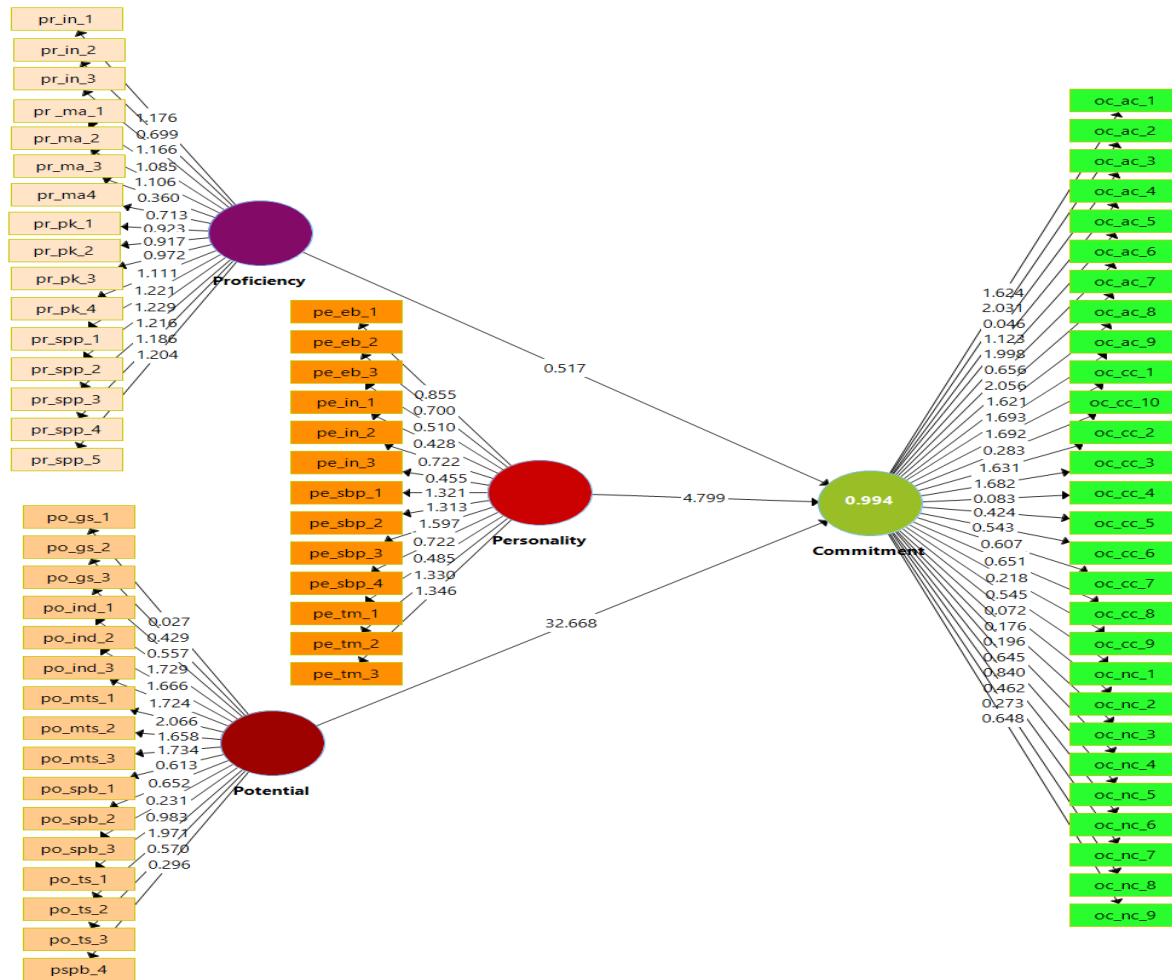 pr_in_1
pr_in_2
pr_in_3
pr _ma_1
pr_ma_2
pr_ma_3
pr_ma4
pr_pk_1
pr_pk_2
pr_pk_3
pr_pk_4
pr_spp_1
pr_spp_2
pr_spp_3
pr_spp_4
pr_spp_5
1.176
0.699
1.166
1.085
1.106
0.360
0.713
0.923
0.917
0.972
1.111
1.221
1.229
1.216
1.186
1.204
Proficiency
pe_eb_1
pe_eb_2
pe_eb_3
pe_in_1
pe_in_2
pe_in_3
pe_sbp_1
pe_sbp_2
pe_sbp_3
pe_sbp_4
pe_tm_1
pe_tm_2
pe_tm_3
0.855
0.700
0.510
0.428
0.722
0.455
1.321
1.313
1.597
0.722
0.485
1.330
1.346
Personality
po_gs_1
po_gs_2
po_gs_3
po_ind_1
po_ind_2
po_ind_3
po_mts_1
po_mts_2
po_mts_3
po_spb_1
po_spb_2
po_spb_3
po_ts_1
po_ts_2
po_ts_3
pspb_4
0.027
0.429
0.557
1.729
1.666
1.724
2.066
1.658
1.734
0.613
0.652
0.231
0.983
1.971
0.570
0.296
Potential
0.517
4.799
32.668
0.994
Commitment
1.624
2.031
0.046
1.123
1.998
0.656
2.056
1.621
1.693
1.692
0.283
1.631
1.682
0.083
0.424
0.543
0.607
0.651
0.218
0.545
0.072
0.176
0.196
0.645
0.840
0.462
0.273
0.648
oc_ac_1
oc_ac_2
oc_ac_3
oc_ac_4
oc_ac_5
oc_ac_6
oc_ac_7
oc_ac_8
oc_ac_9
oc_cc_1
oc_cc_10
oc_cc_2
oc_cc_3
oc_cc_4
oc_cc_5
oc_cc_6
oc_cc_7
oc_cc_8
oc_cc_9
oc_nc_1
oc_nc_2
oc_nc_3
oc_nc_4
oc_nc_5
oc_nc_6
oc_nc_7
oc_nc_8
oc_nc_9